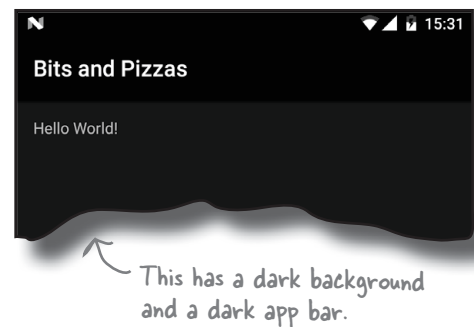 15:31
Bits and Pizzas
Hello World!
This has a dark background
and a dark app bar.